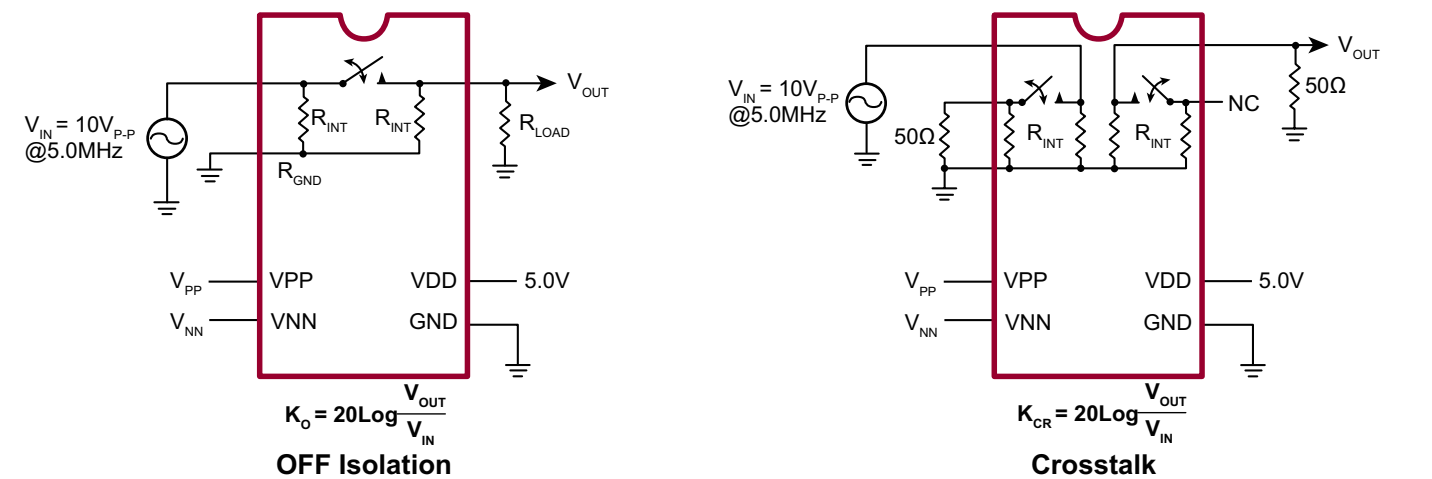 V_IN = 10V_P-P
@5.0MHz
R_INT
R_INT
R_GND
V_OUT
R_LOAD
V_PP
VPP
VDD
5.0V
V_NN
VNN
GND
K_O = 20Log V_OUT / V_IN
OFF Isolation
V_IN = 10V_P-P
@5.0MHz
50Ω
R_INT
R_INT
NC
V_OUT
50Ω
V_PP
VPP
VDD
5.0V
V_NN
VNN
GND
K_CR = 20Log V_OUT / V_IN
Crosstalk